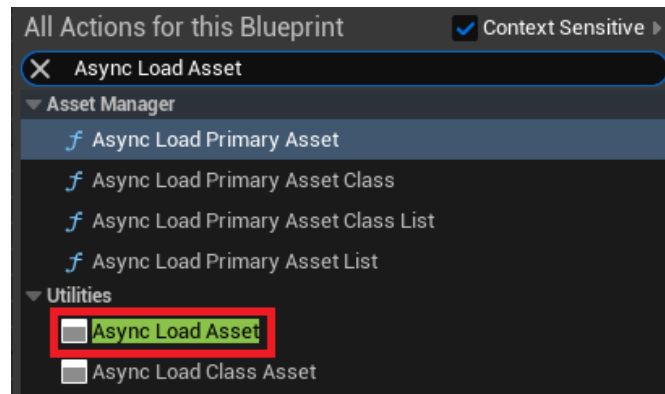 All Actions for this Blueprint Context Sensitive
Async Load Asset
Asset Manager
f Async Load Primary Asset
f Async Load Primary Asset Class
f Async Load Primary Asset Class List
f Async Load Primary Asset List
Utilities
Async Load Asset
Async Load Class Asset